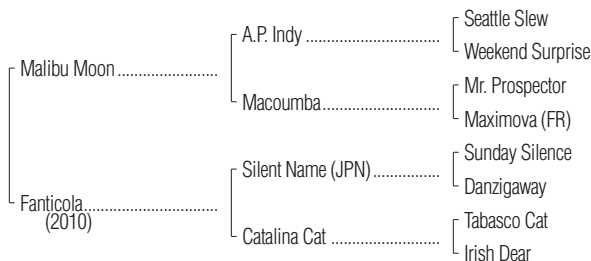 Malibu Moon
A.P. Indy
Seattle Slew
Weekend Surprise
Macoumba
Mr. Prospector
Maximova (FR)
Fanticola
(2010)
Silent Name (JPN)
Sunday Silence
Danzigaway
Catalina Cat
Tabasco Cat
Irish Dear